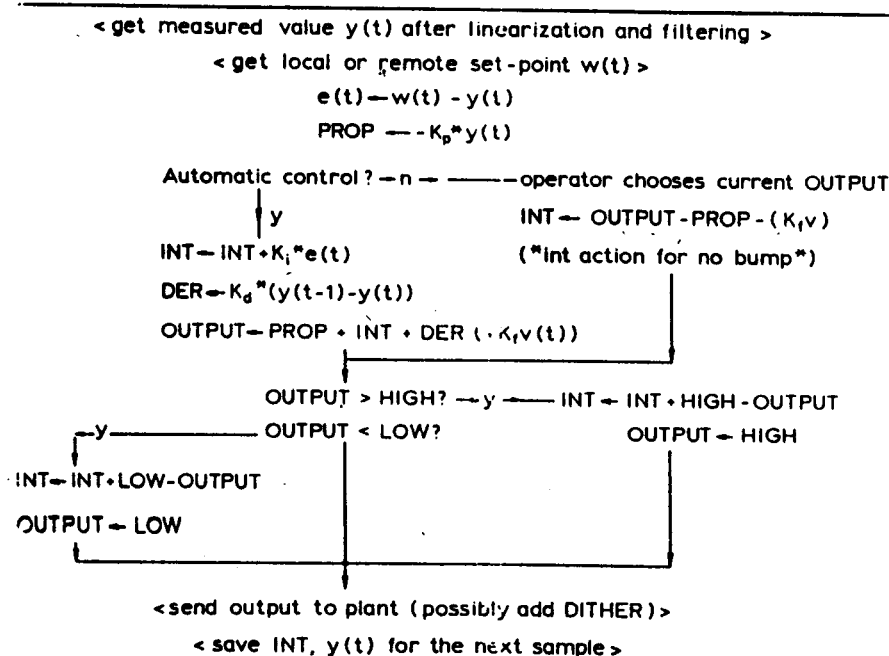 <get measured value y(t) after linearization and filtering>
<get local or remote set-point w(t)>
e(t)←w(t) - y(t)
PROP ← -Kp*y(t)
Automatic control? -n→ operator chooses current OUTPUT
y
INT← OUTPUT-PROP-(Kfv)
INT←INT+Ki*e(t)
(*int action for no bump*)
DER←Kd*(y(t-1)-y(t))
OUTPUT←PROP + INT + DER (+Kfv(t))
OUTPUT > HIGH? -y- INT ← INT+HIGH-OUTPUT
y OUTPUT < LOW? OUTPUT ← HIGH
INT←INT+LOW-OUTPUT
OUTPUT ← LOW
<send output to plant (possibly add DITHER)>
<save INT, y(t) for the next sample>